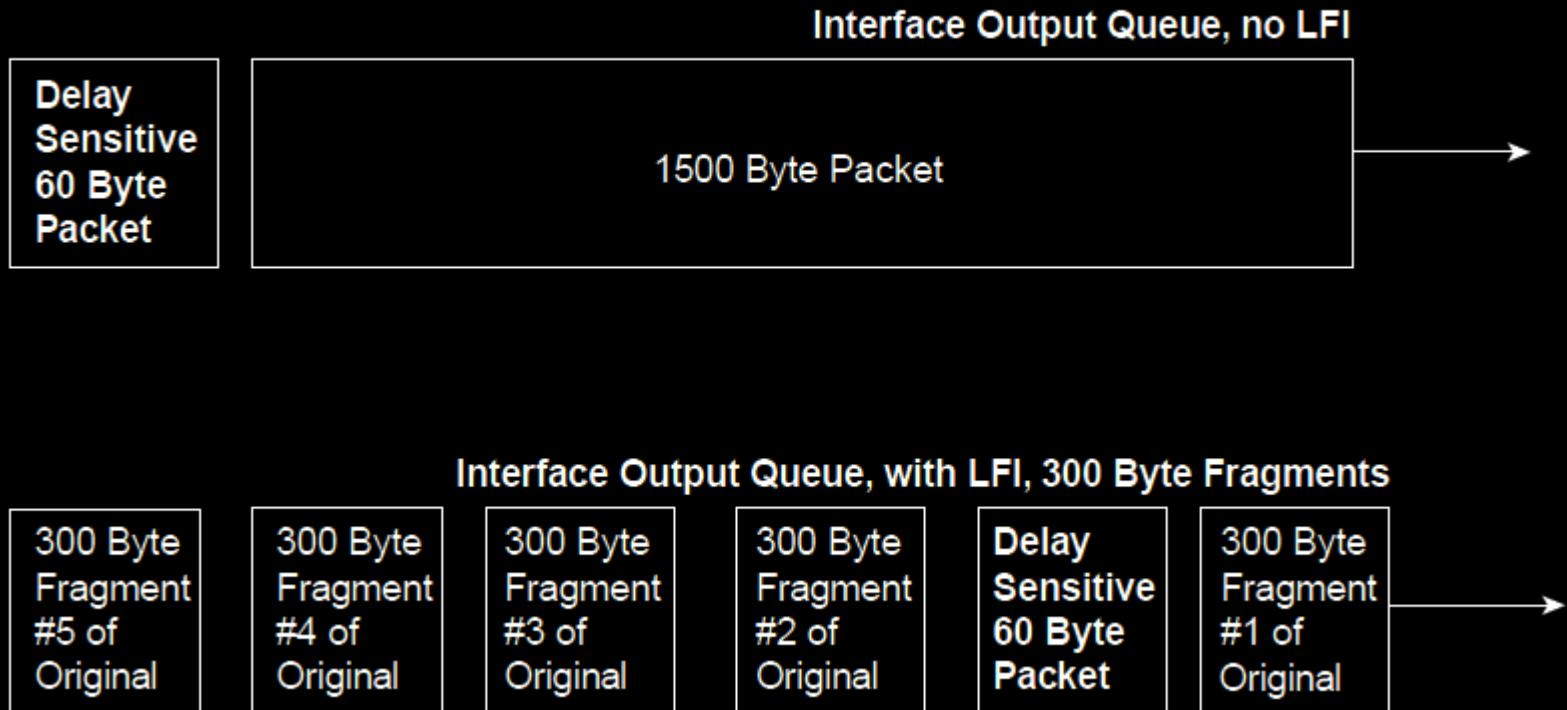 Interface Output Queue, no LFI
Delay
Sensitive
60 Byte
Packet
1500 Byte Packet
Interface Output Queue, with LFI, 300 Byte Fragments
300 Byte
Fragment
#5 of
Original
300 Byte
Fragment
#4 of
Original
300 Byte
Fragment
#3 of
Original
300 Byte
Fragment
#2 of
Original
Delay
Sensitive
60 Byte
Packet
300 Byte
Fragment
#1 of
Original